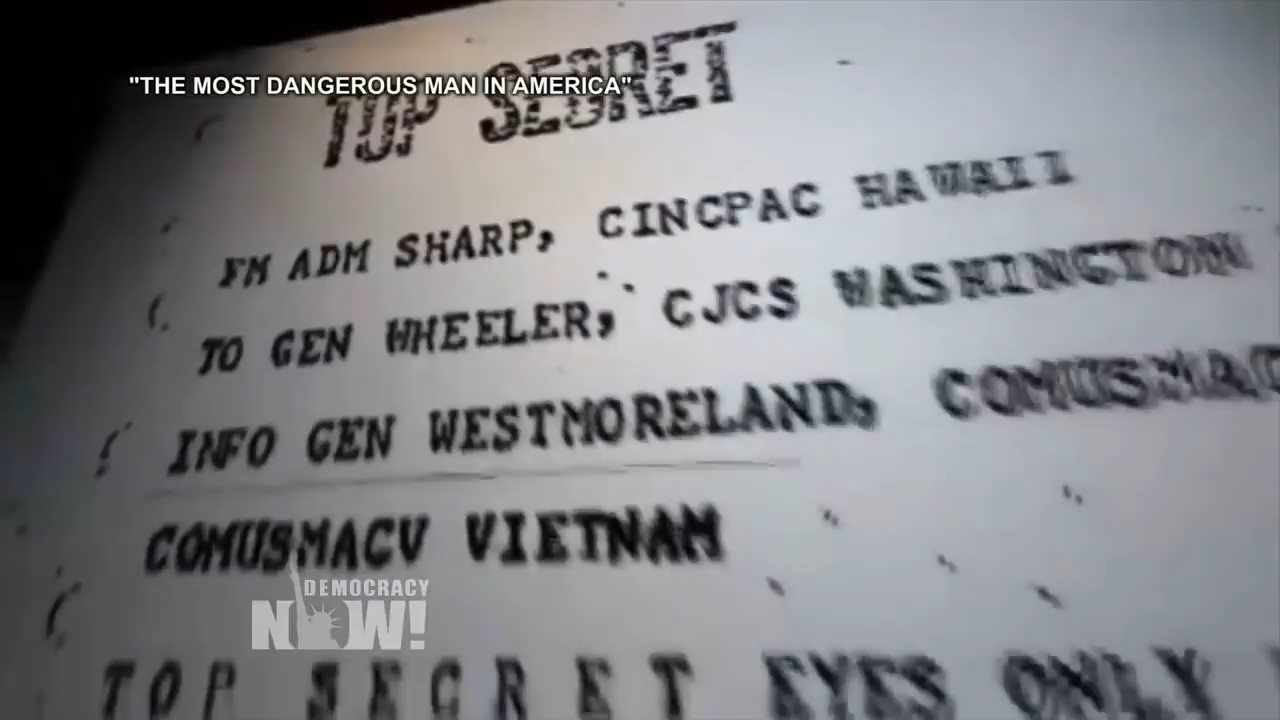 "THE MOST DANGEROUS MAN IN AMERICA"
TOP SECRET
FM ADM SHARP, CINCPAC HAWAII
TO GEN WHEELER, CJCS WASHINGTON
INFO GEN WESTMORELAND, COMUSMAC
COMUSMACV VIETNAM
DEMOCRACY
NOW!
TOP SECRET EYES ONLY